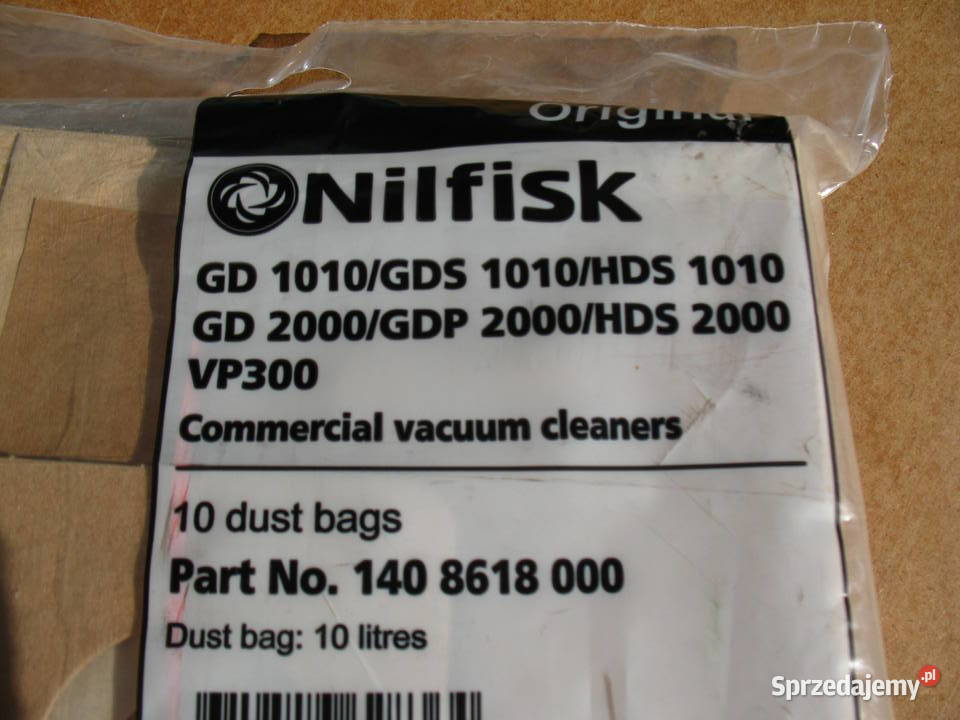 Original
Nilfisk
GD 1010/GDS 1010/HDS 1010
GD 2000/GDP 2000/HDS 2000
VP300
Commercial vacuum cleaners
10 dust bags
Part No. 140 8618 000
Dust bag: 10 litres
Sprzedajemy.pl